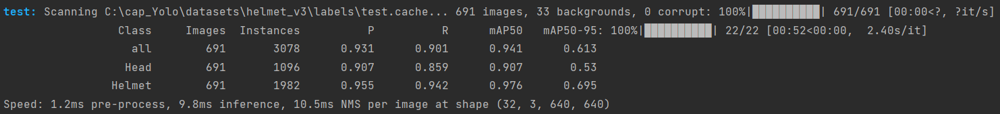 test: Scanning C:\cap_Yolo\datasets\helmet_v3\labels\test.cache... 691 images, 33 backgrounds, 0 corrupt: 100%|██████████| 691/691 [00:00<?, ?it/s]
Class Images Instances P R mAP50 mAP50-95: 100%|██████████| 22/22 [00:52<00:00, 2.40s/it]
all 691 3078 0.931 0.901 0.941 0.613
Head 691 1096 0.907 0.859 0.907 0.53
Helmet 691 1982 0.955 0.942 0.976 0.695
Speed: 1.2ms pre-process, 9.8ms inference, 10.5ms NMS per image at shape (32, 3, 640, 640)